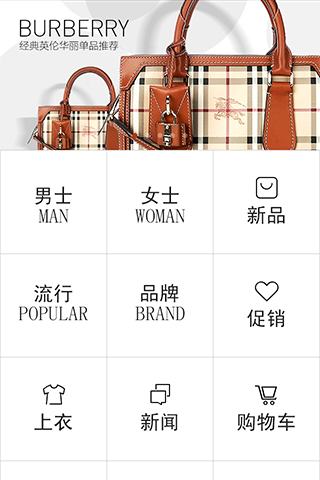 BURBERRY
经典英伦华丽单品推荐
男士
MAN
女士
WOMAN
新品
流行
POPULAR
品牌
BRAND
促销
上衣
新闻
购物车